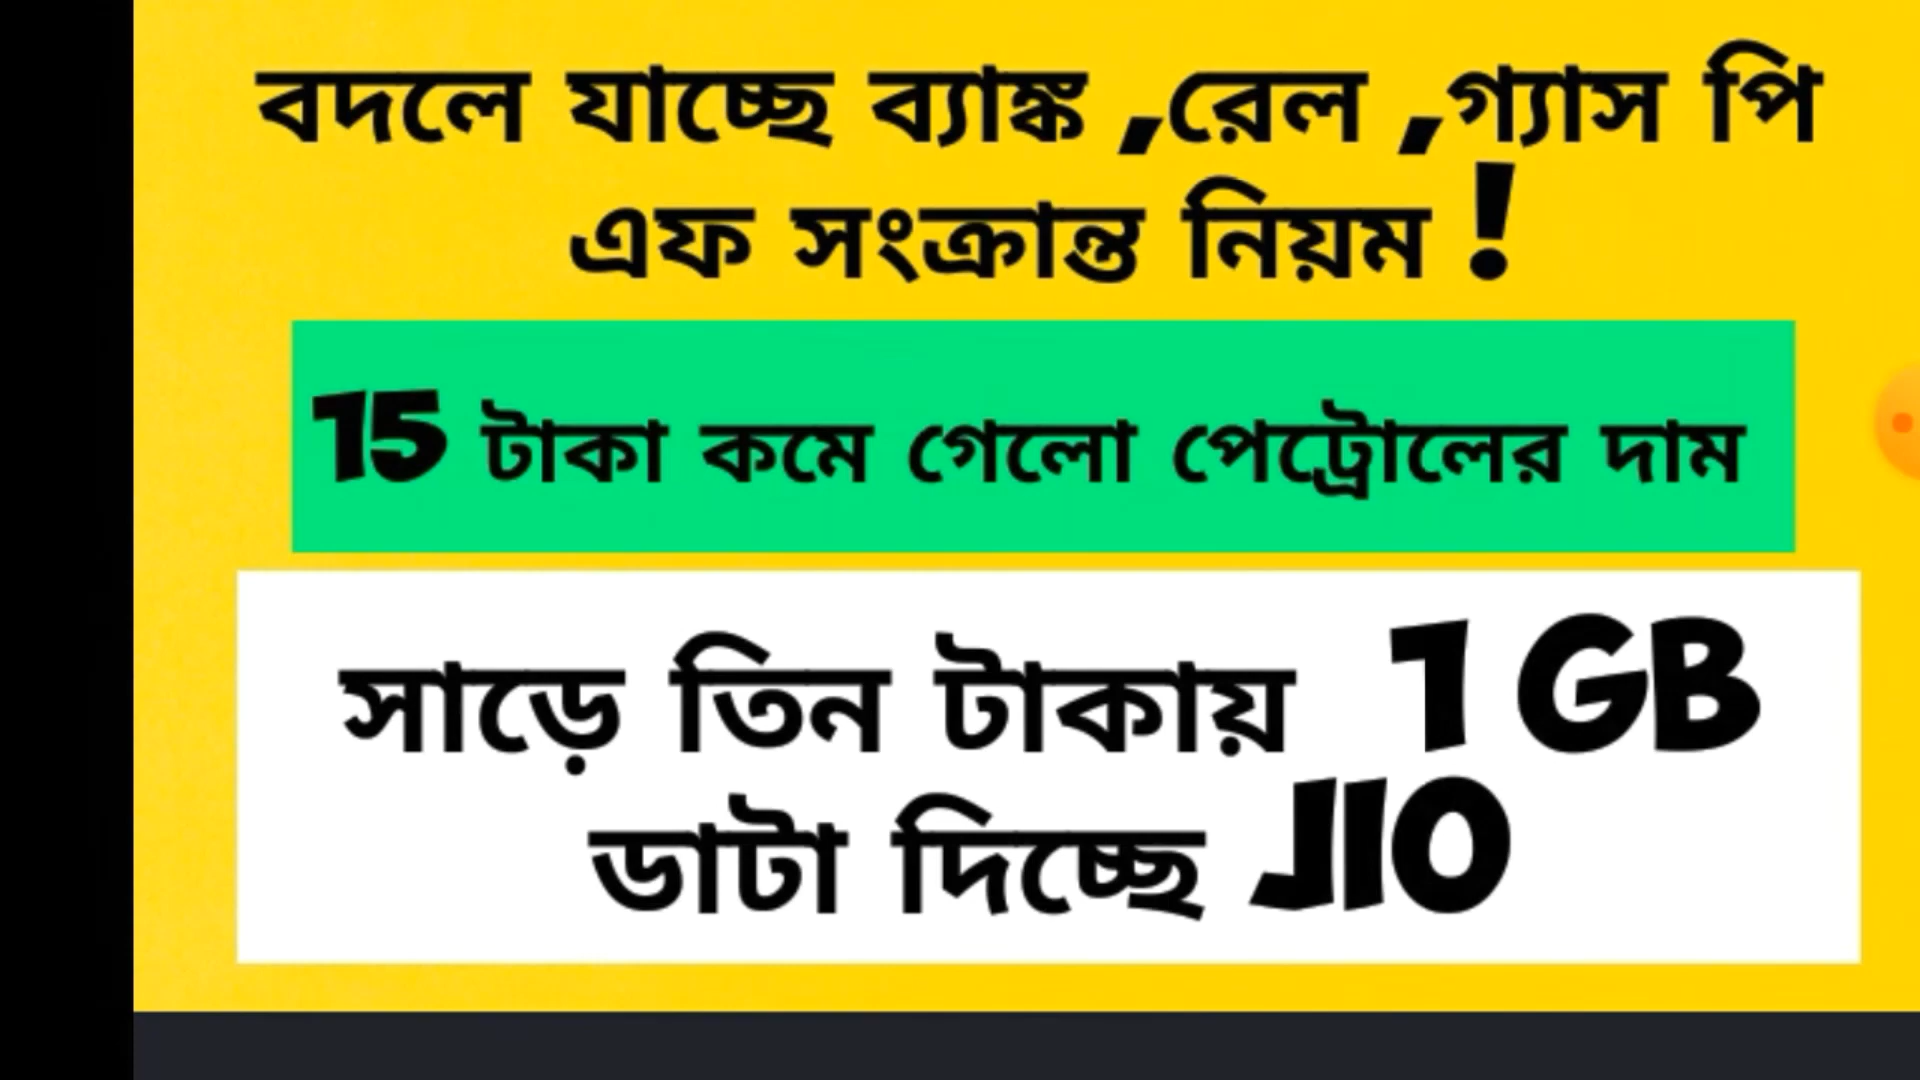 বদলে যাচ্ছে ব্যাঙ্ক ,রেল ,গ্যাস পি
এফ সংক্রান্ত নিয়ম !
15 টাকা কমে গেলো পেট্রোলের দাম
সাড়ে তিন টাকায় 1 GB
ডাটা দিচ্ছে JIO